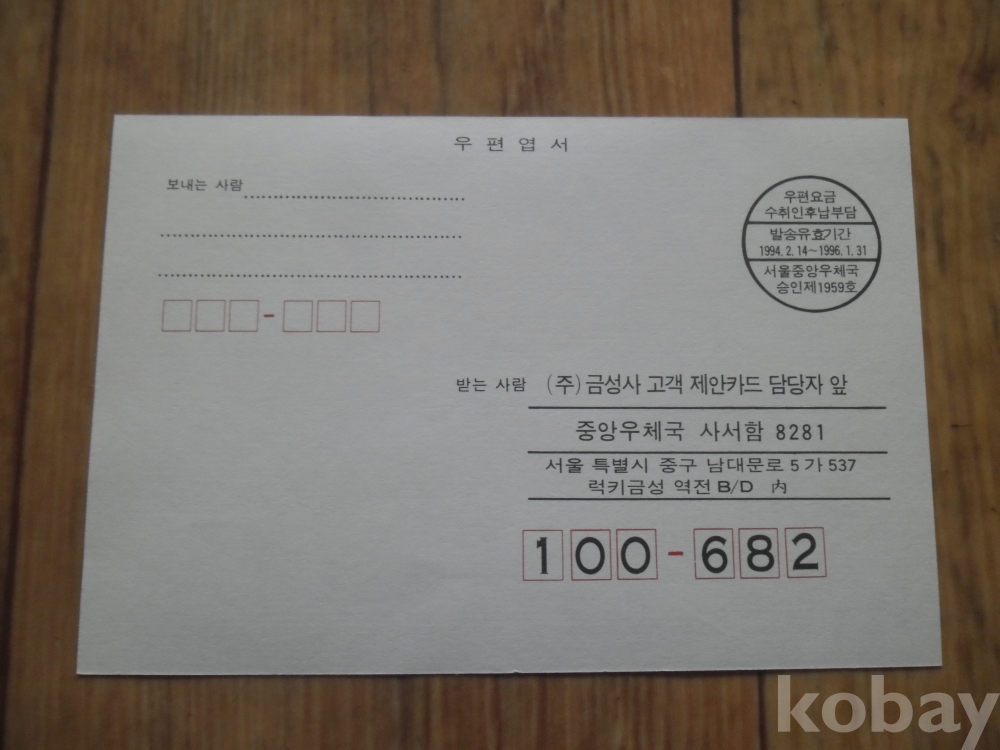 우편엽서
보내는 사람
우편요금
수취인후납부담
발송유효기간
1994. 2. 14~1996. 1. 31
서울중앙우체국
승인제1959호
받는 사람 (주)금성사 고객 제안카드 담당자 앞
중앙우체국 사서함 8281
서울 특별시 중구 남대문로 5가 537
럭키금성 역전 B/D 内
100-682
kobay